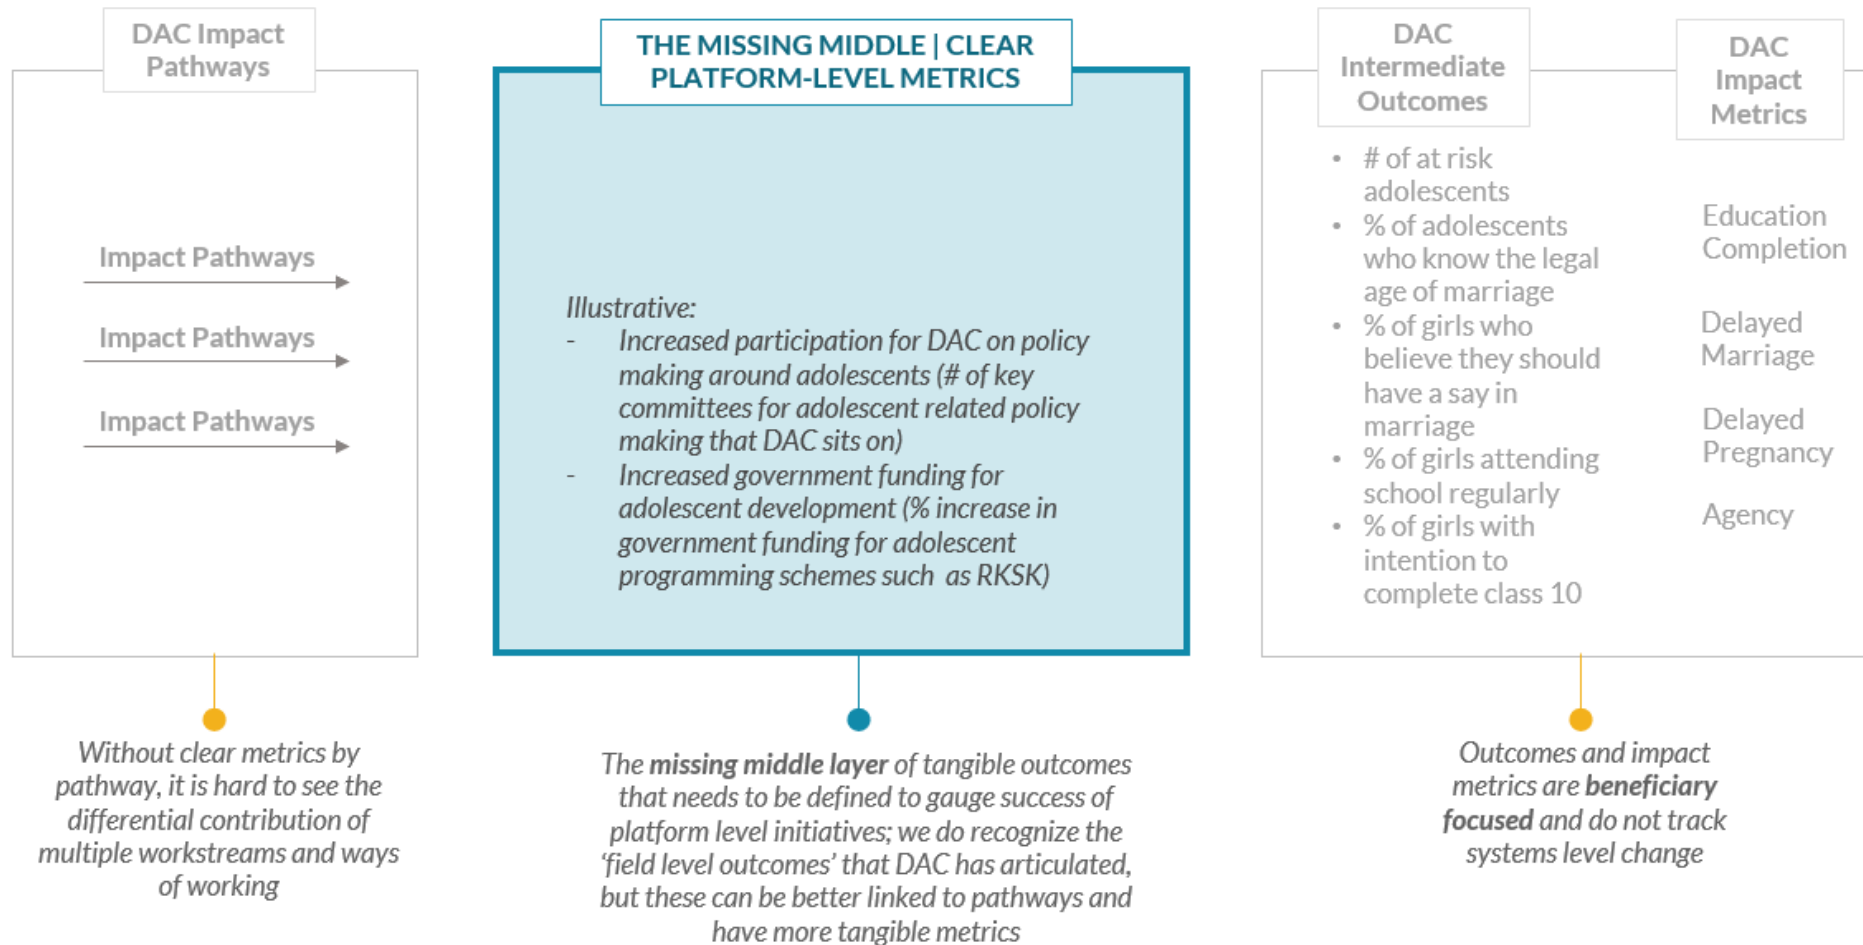 DAC Impact
Pathways
Impact Pathways
Impact Pathways
Impact Pathways
Without clear metrics by
pathway, it is hard to see the
differential contribution of
multiple workstreams and ways
of working
THE MISSING MIDDLE | CLEAR
PLATFORM-LEVEL METRICS
Illustrative:
- Increased participation for DAC on policy
making around adolescents (# of key
committees for adolescent related policy
making that DAC sits on)
- Increased government funding for
adolescent development (% increase in
government funding for adolescent
programming schemes such as RKSK)
The missing middle layer of tangible outcomes
that needs to be defined to gauge success of
platform level initiatives; we do recognize the
‘field level outcomes’ that DAC has articulated,
but these can be better linked to pathways and
have more tangible metrics
DAC
Intermediate
Outcomes
• # of at risk
adolescents
• % of adolescents
who know the legal
age of marriage
• % of girls who
believe they should
have a say in
marriage
• % of girls attending
school regularly
• % of girls with
intention to
complete class 10
DAC
Impact
Metrics
Education
Completion
Delayed
Marriage
Delayed
Pregnancy
Agency
Outcomes and impact
metrics are beneficiary
focused and do not track
systems level change